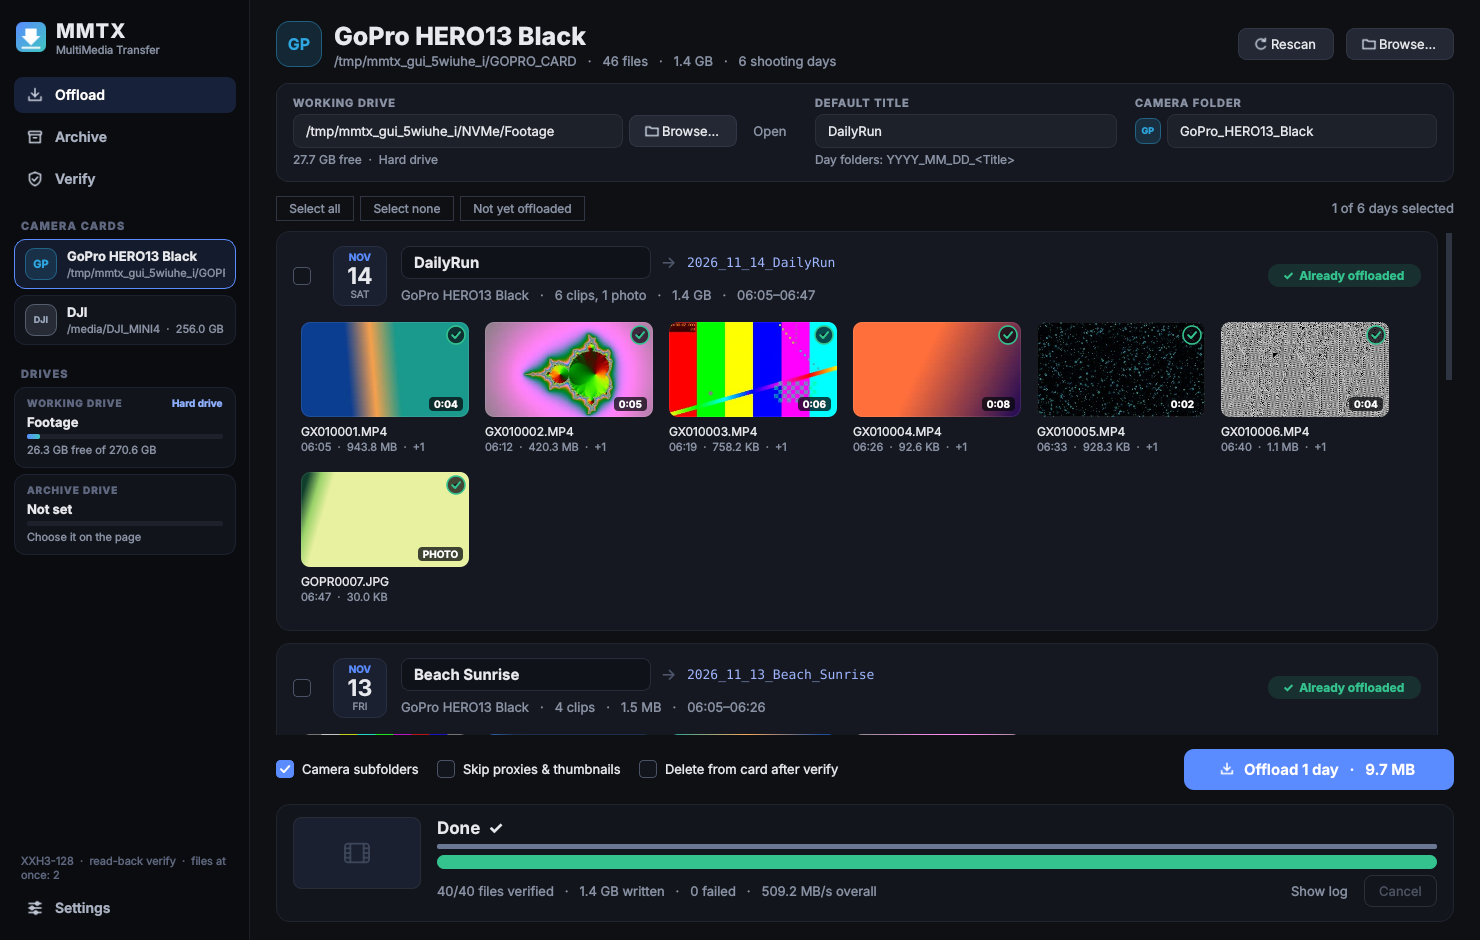 MMTX
MultiMedia Transfer
Offload
Archive
Verify
CAMERA CARDS
GP
GoPro HERO13 Black
/tmp/mmtx_gui_5wiuhe_i/GOPI
DJI
DJI
/media/DJI_MINI4 · 256.0 GB
DRIVES
WORKING DRIVE Hard drive
Footage
26.3 GB free of 270.6 GB
ARCHIVE DRIVE
Not set
Choose it on the page
XXH3-128 · read-back verify · files at
once: 2
Settings
GP
GoPro HERO13 Black
/tmp/mmtx_gui_5wiuhe_i/GOPRO_CARD · 46 files · 1.4 GB · 6 shooting days
Rescan
Browse...
WORKING DRIVE
/tmp/mmtx_gui_5wiuhe_i/NVMe/Footage
Browse...
Open
27.7 GB free · Hard drive
DEFAULT TITLE
DailyRun
Day folders: YYYY_MM_DD_<Title>
CAMERA FOLDER
GP
GoPro_HERO13_Black
Select all
Select none
Not yet offloaded
1 of 6 days selected
NOV
14
SAT
DailyRun
→ 2026_11_14_DailyRun
GoPro HERO13 Black · 6 clips, 1 photo · 1.4 GB · 06:05–06:47
✓ Already offloaded
0:04
GX010001.MP4
06:05 · 943.8 MB · +1
0:05
GX010002.MP4
06:12 · 420.3 MB · +1
0:06
GX010003.MP4
06:19 · 758.2 KB · +1
0:08
GX010004.MP4
06:26 · 92.6 KB · +1
0:02
GX010005.MP4
06:33 · 928.3 KB · +1
0:04
GX010006.MP4
06:40 · 1.1 MB · +1
PHOTO
GOPR0007.JPG
06:47 · 30.0 KB
NOV
13
FRI
Beach Sunrise
→ 2026_11_13_Beach_Sunrise
GoPro HERO13 Black · 4 clips · 1.5 MB · 06:05–06:26
✓ Already offloaded
Camera subfolders
Skip proxies & thumbnails
Delete from card after verify
Offload 1 day · 9.7 MB
Done ✓
40/40 files verified · 1.4 GB written · 0 failed · 509.2 MB/s overall
Show log
Cancel